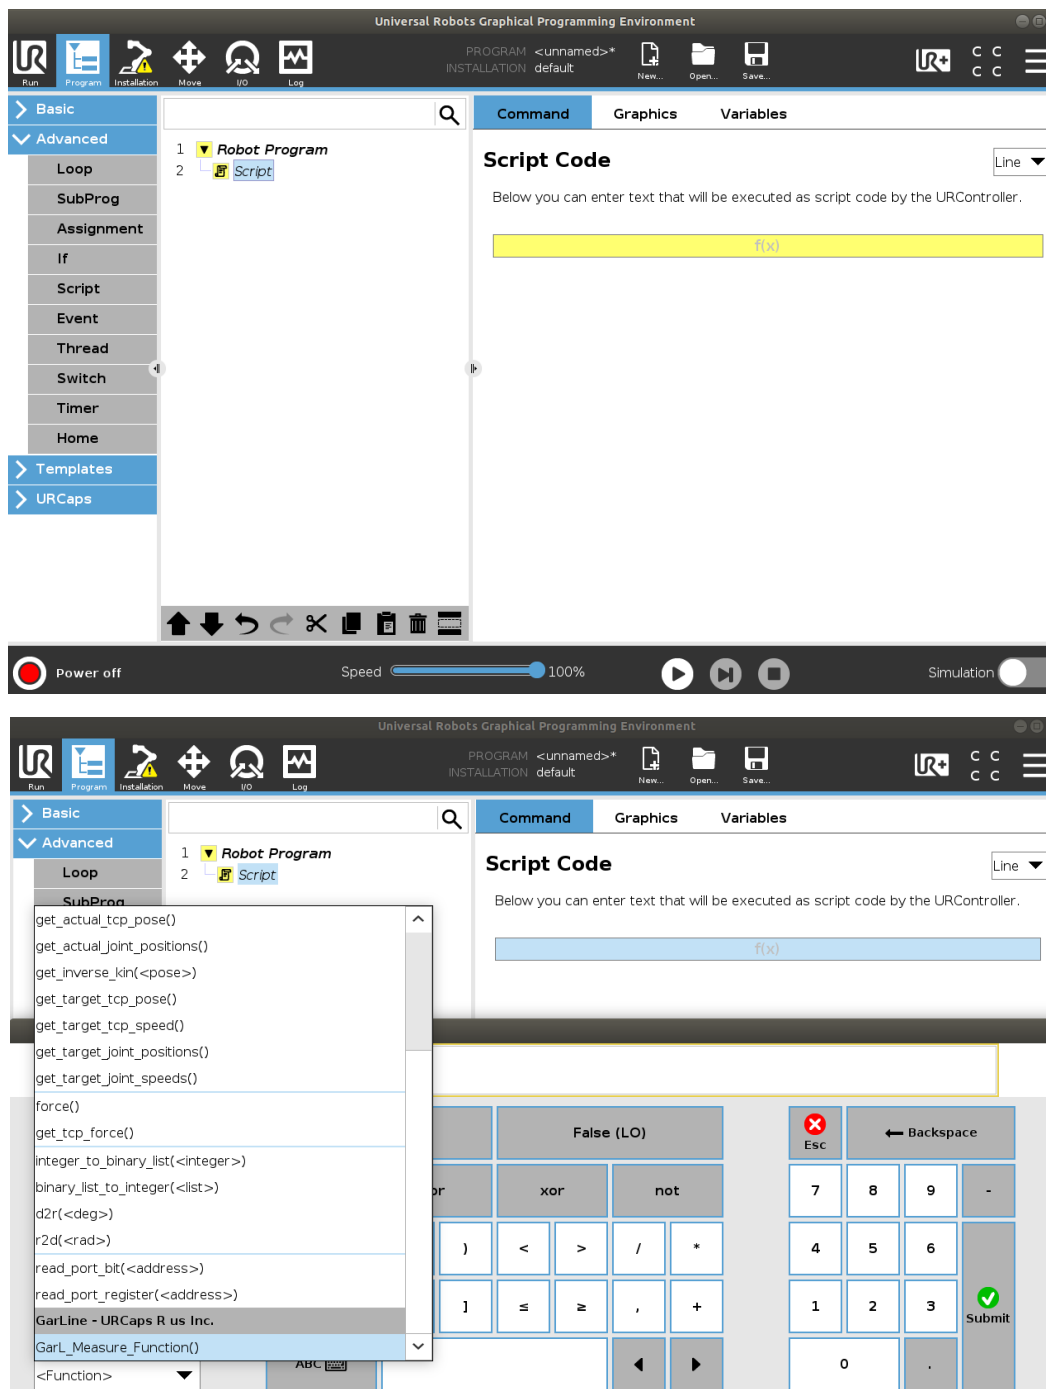 Universal Robots Graphical Programming Environment
PROGRAM <unnamed>*
INSTALLATION default
Run Program Installation Move I/O Log New... Open... Save...
UR+ C C
C C
Basic
Command Graphics Variables
Advanced
1 Robot Program
2 Script
Script Code
Line
Loop
SubProg
Below you can enter text that will be executed as script code by the URController.
Assignment
f(x)
If
Script
Event
Thread
Switch
Timer
Home
Templates
URCaps
Power off
Speed 100%
Simulation
Universal Robots Graphical Programming Environment
PROGRAM <unnamed>*
INSTALLATION default
Run Program Installation Move I/O Log New... Open... Save...
UR+ C C
C C
Basic
Command Graphics Variables
Advanced
1 Robot Program
2 Script
Script Code
Line
Loop
SubProg
Below you can enter text that will be executed as script code by the URController.
f(x)
get_actual_tcp_pose()
get_actual_joint_positions()
get_inverse_kin(<pose>)
get_target_tcp_pose()
get_target_tcp_speed()
get_target_joint_positions()
get_target_joint_speeds()
force()
get_tcp_force()
integer_to_binary_list(<integer>)
binary_list_to_integer(<list>)
d2r(<deg>)
r2d(<rad>)
read_port_bit(<address>)
read_port_register(<address>)
GarLine - URCaps R us Inc.
GarL_Measure_Function()
<Function>
False (LO) Esc Backspace
xor not 7 8 9 -
) < > / * 4 5 6
] ≤ ≥ , + 1 2 3 Submit
ABC 0 .